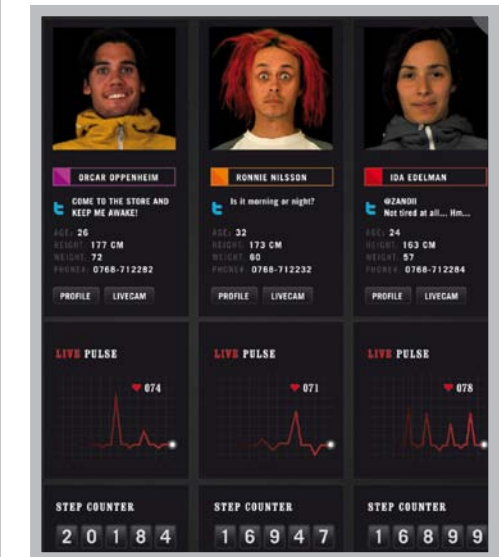 ORCAR OPPENHEIM
COME TO THE STORE AND
KEEP ME AWAKE!
AGE: 26
HEIGHT: 177 CM
WEIGHT: 72
PHONE#: 0768-712282
PROFILE LIVECAM
RONNIE NILSSON
Is it morning or night?
AGE: 32
HEIGHT: 173 CM
WEIGHT: 60
PHONE#: 0768-712232
PROFILE LIVECAM
IDA EDELMAN
@ZANDII
Not tired at all... Hm...
AGE: 24
HEIGHT: 163 CM
WEIGHT: 57
PHONE#: 0768-712284
PROFILE LIVECAM
LIVE PULSE
074
LIVE PULSE
071
LIVE PULSE
078
STEP COUNTER
20184
STEP COUNTER
16947
STEP COUNTER
16899